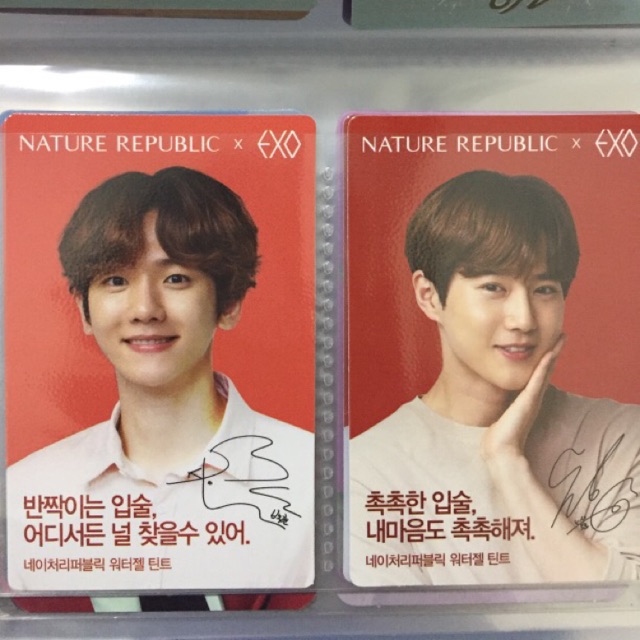 NATURE REPUBLIC x EXO
반짝이는 입술,
어디서든 널 찾을수 있어.
네이처리퍼블릭 워터젤 틴트
NATURE REPUBLIC x EXO
촉촉한 입술,
내마음도 촉촉해져.
네이처리퍼블릭 워터젤 틴트